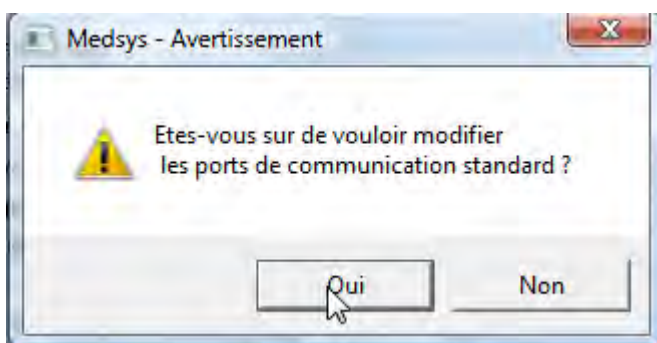 Medsys - Avertissement
Etes-vous sur de vouloir modifier
les ports de communication standard ?
Oui
Non